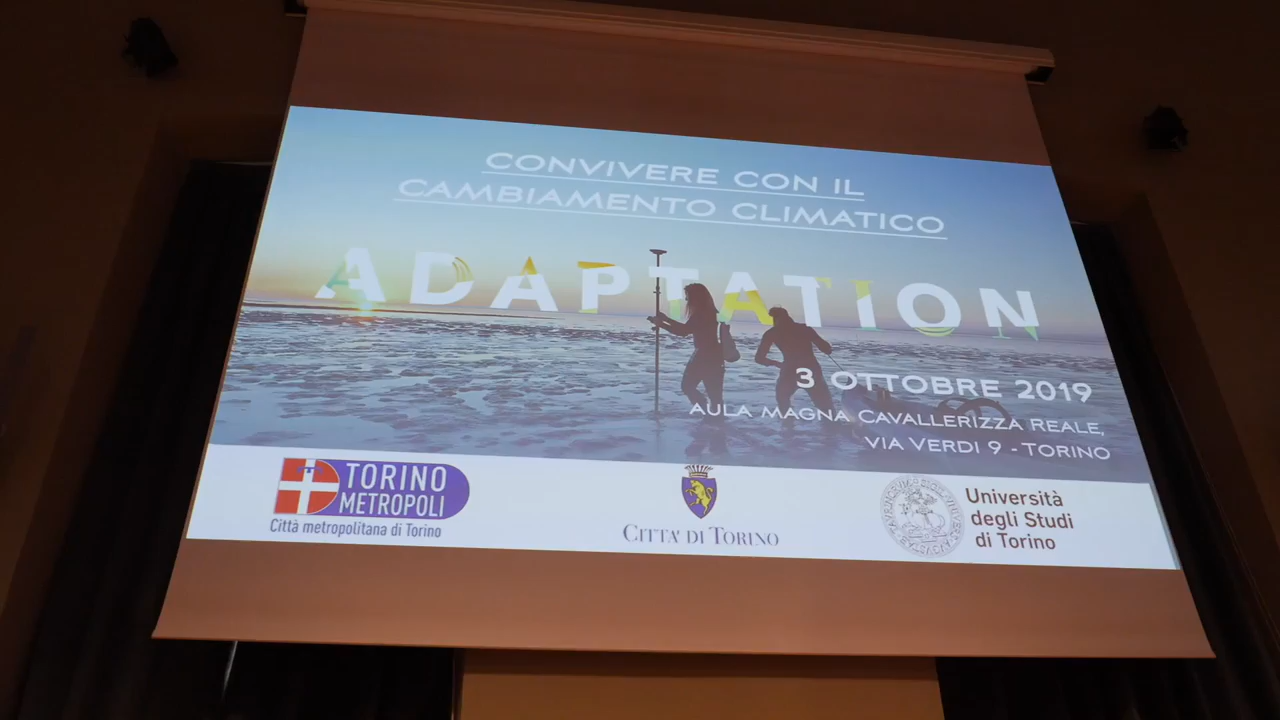 CONVIVERE CON IL
CAMBIAMENTO CLIMATICO
ADAPTATION
3 OTTOBRE 2019
AULA MAGNA CAVALLERIZZA REALE,
VIA VERDI 9 - TORINO
TORINO
METROPOLI
Città metropolitana di Torino
CITTA' DI TORINO
Università
degli Studi
di Torino